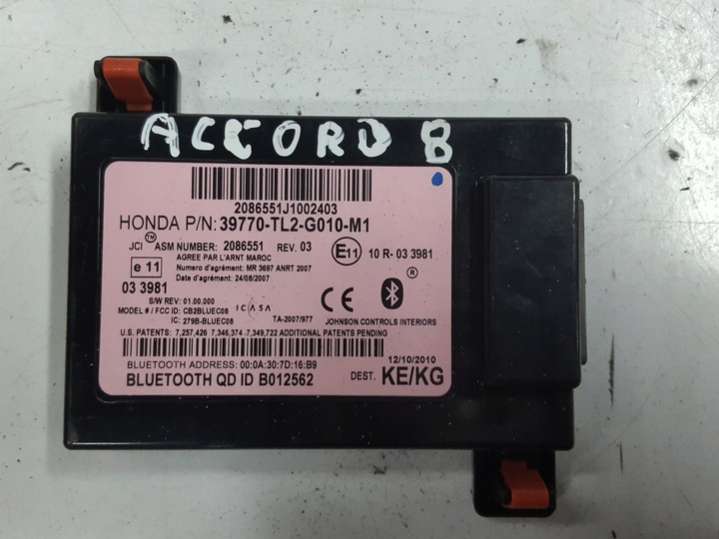 ACCORD 8
2086551J1002403
HONDA P/N: 39770-TL2-G010-M1
JCI TM ASM NUMBER: 2086551 REV. 03
E11 10 R- 03 3981
e 11
AGREE PAR L'ARNT MAROC
Numero d'agrément: MR 3697 ANRT 2007
Date d'agrément: 24/08/2007
03 3981
S/W REV: 01.00.000
MODEL # / FCC ID: CB2BLUEC08
IC: 279B-BLUEC08
ICASA
TA-2007/977
CE
JOHNSON CONTROLS INTERIORS
U.S. PATENTS: 7,257,426 7,346,374 7,349,722 ADDITIONAL PATENTS PENDING
12/10/2010
BLUETOOTH ADDRESS: 00:0A:30:7D:16:B9
BLUETOOTH QD ID B012562
DEST. KE/KG